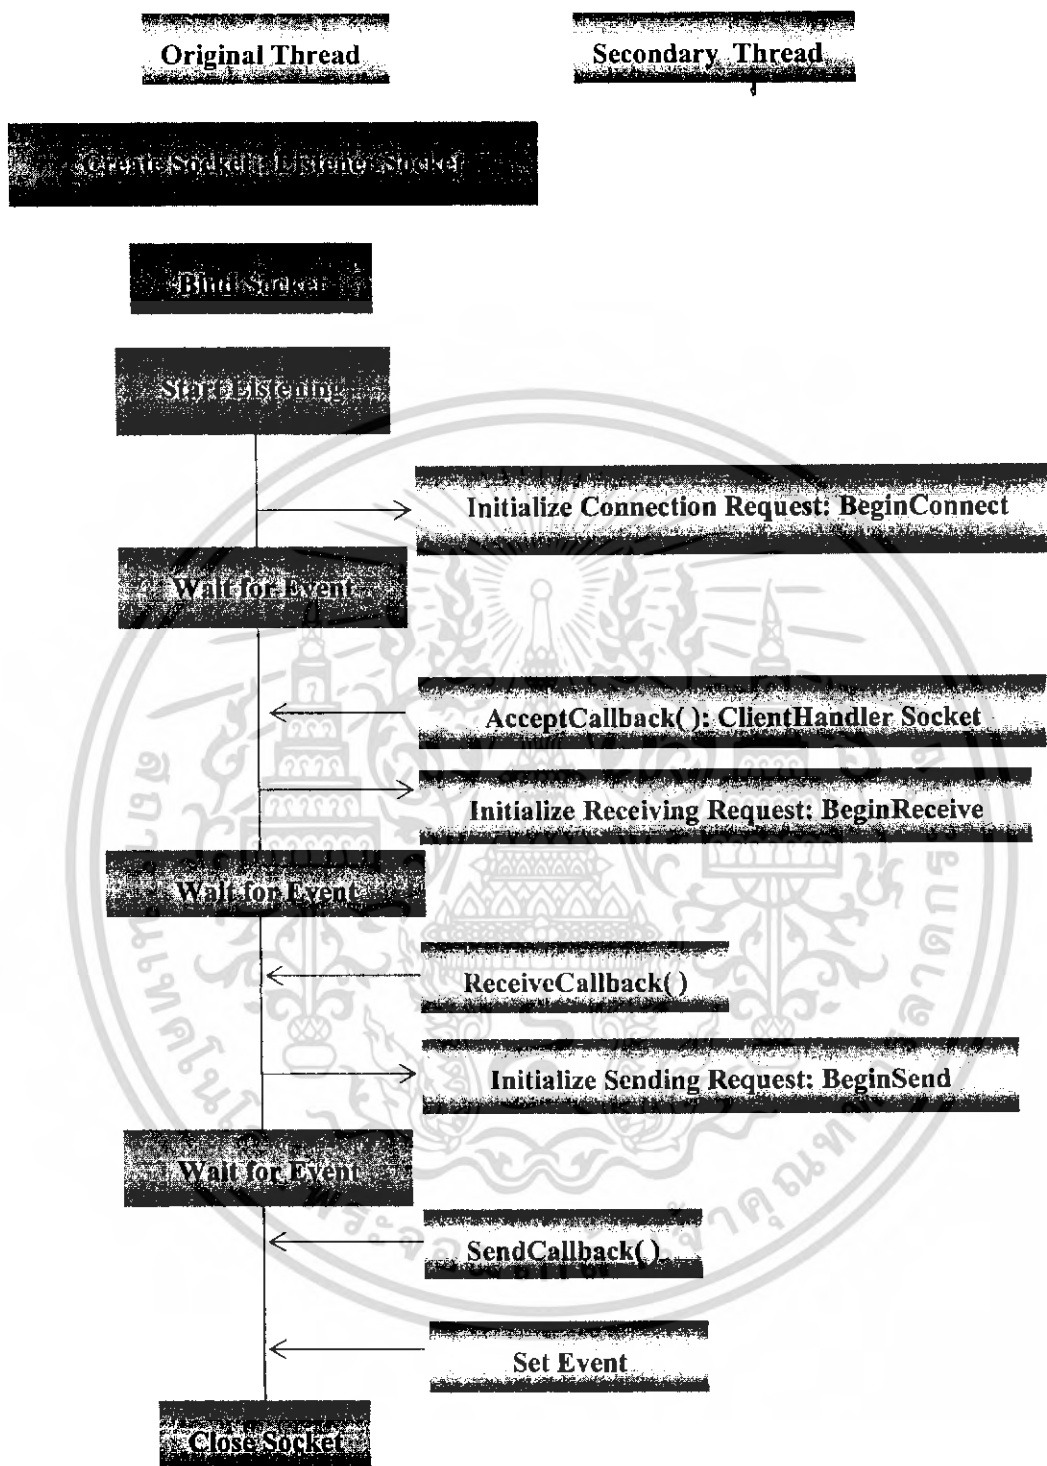 Original Thread
Secondary Thread
Create Socket : Listener Socket
Bind Socket
Start Listening
Initialize Connection Request: BeginConnect
Wait for Event
AcceptCallback( ): ClientHandler Socket
Initialize Receiving Request: BeginReceive
Wait for Event
ReceiveCallback( )
Initialize Sending Request: BeginSend
Wait for Event
SendCallback( )
Set Event
Close Socket